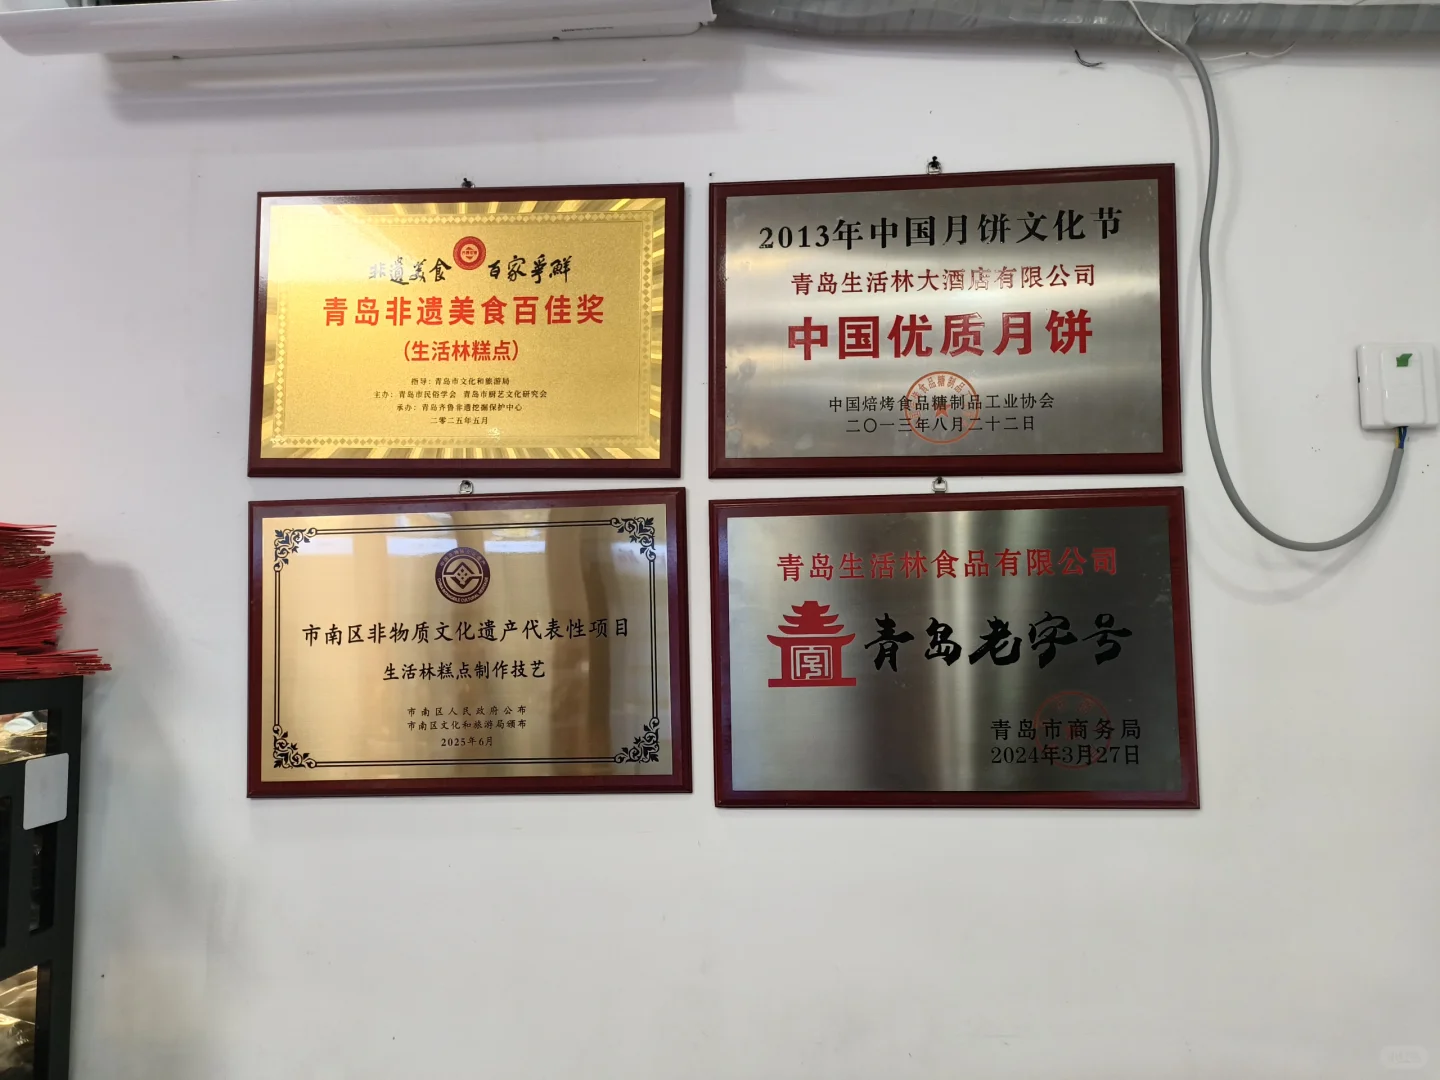 非遗美食 百家争鲜
青岛非遗美食百佳奖
(生活林糕点)
指导：青岛市文化和旅游局
主办：青岛市民俗学会 青岛市厨艺文化研究会
承办：青岛齐鲁非遗挖掘保护中心
二零二五年五月
2013年中国月饼文化节
青岛生活林大酒店有限公司
中国优质月饼
中国焙烤食品糖制品工业协会
二〇一三年八月二十二日
市南区非物质文化遗产代表性项目
生活林糕点制作技艺
市南区人民政府公布
市南区文化和旅游局颁布
2025年6月
青岛生活林食品有限公司
青岛老字号
青岛市商务局
2024年3月27日